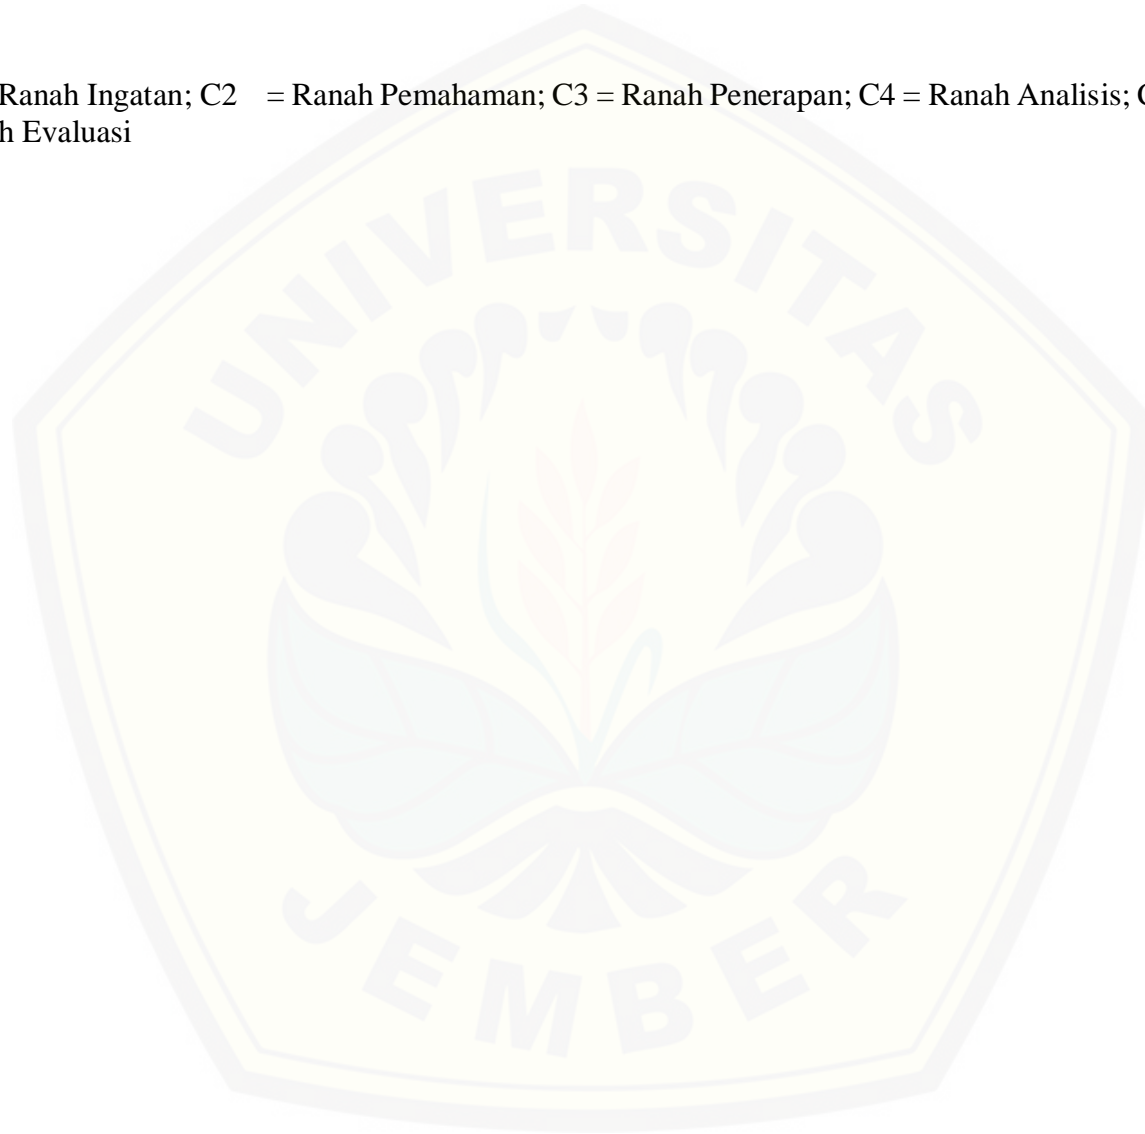 Ranah Ingatan; C2 = Ranah Pemahaman; C3 = Ranah Penerapan; C4 = Ranah Analisis; C
h Evaluasi
UNIVERSITAS
JEMBER